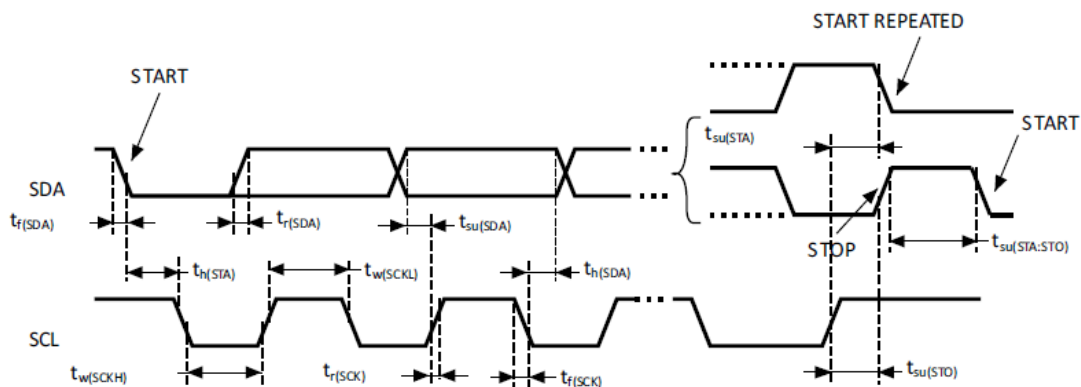 START REPEATED
START
START
t_su(STA)
SDA
t_f(SDA)
t_r(SDA)
t_su(SDA)
STOP
t_su(STA:STO)
t_h(STA)
t_w(SCKL)
t_h(SDA)
SCL
t_w(SCKH)
t_r(SCK)
t_f(SCK)
t_su(STO)